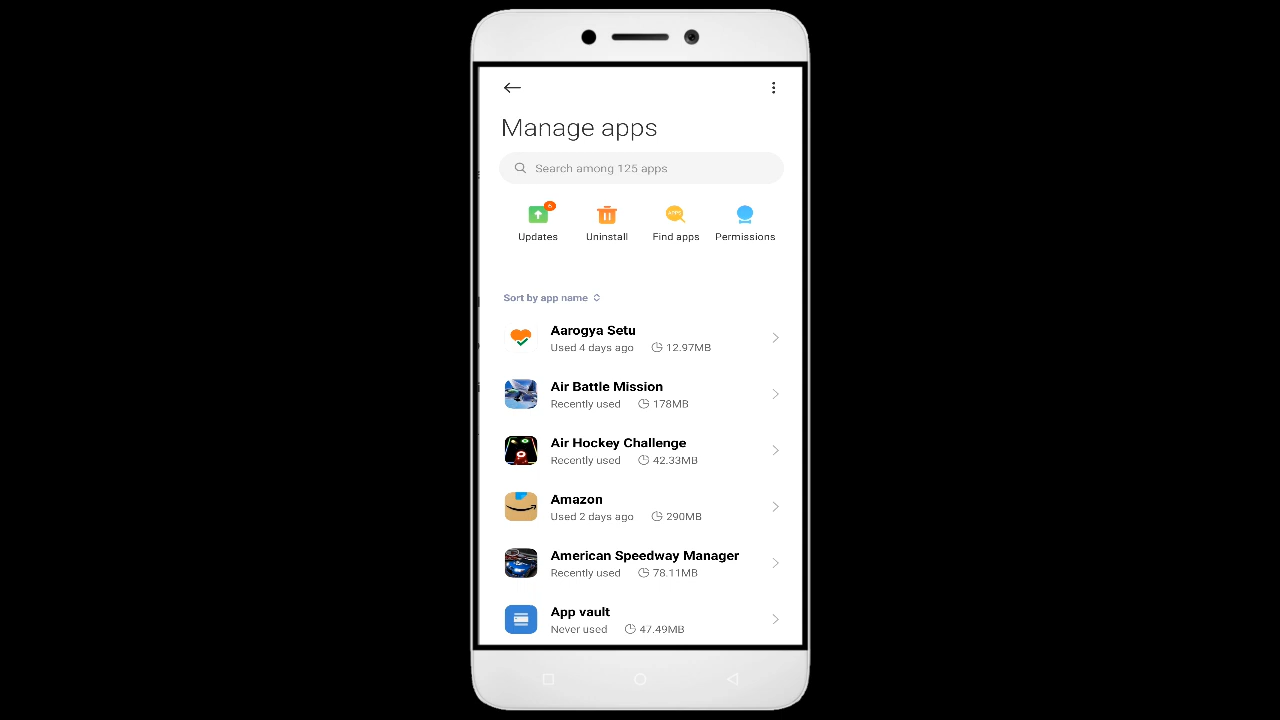 Manage apps
Search among 125 apps
6
APPS
Updates Uninstall Find apps Permissions
Sort by app name
Aarogya Setu
Used 4 days ago 12.97MB
Air Battle Mission
Recently used 178MB
Air Hockey Challenge
Recently used 42.33MB
Amazon
Used 2 days ago 290MB
American Speedway Manager
Recently used 78.11MB
App vault
Never used 47.49MB